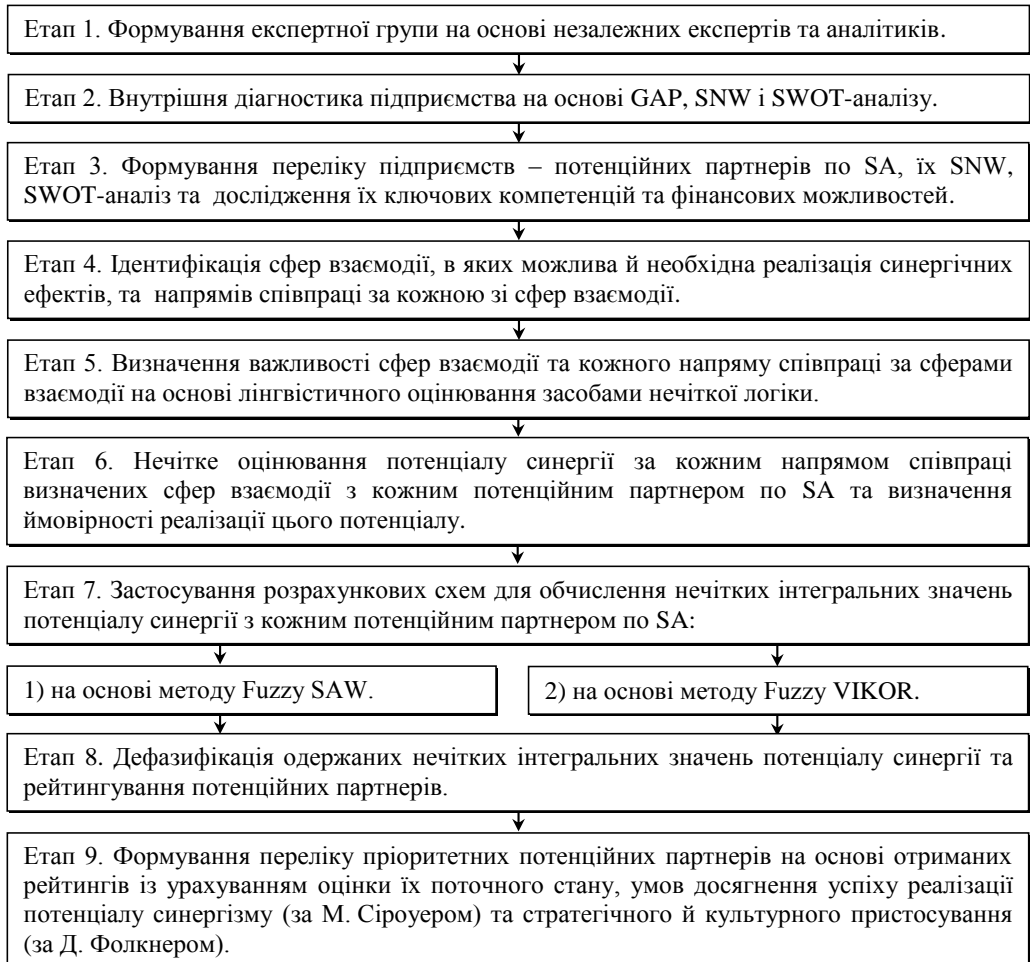 Етап 1. Формування експертної групи на основі незалежних експертів та аналітиків.
Етап 2. Внутрішня діагностика підприємства на основі GAP, SNW і SWOT-аналізу.
Етап 3. Формування переліку підприємств – потенційних партнерів по SA, їх SNW,
SWOT-аналіз та дослідження їх ключових компетенцій та фінансових можливостей.
Етап 4. Ідентифікація сфер взаємодії, в яких можлива й необхідна реалізація синергічних
ефектів, та напрямів співпраці за кожною зі сфер взаємодії.
Етап 5. Визначення важливості сфер взаємодії та кожного напряму співпраці за сферами
взаємодії на основі лінгвістичного оцінювання засобами нечіткої логіки.
Етап 6. Нечітке оцінювання потенціалу синергії за кожним напрямом співпраці
визначених сфер взаємодії з кожним потенційним партнером по SA та визначення
ймовірності реалізації цього потенціалу.
Етап 7. Застосування розрахункових схем для обчислення нечітких інтегральних значень
потенціалу синергії з кожним потенційним партнером по SA:
1) на основі методу Fuzzy SAW.
2) на основі методу Fuzzy VIKOR.
Етап 8. Дефазифікація одержаних нечітких інтегральних значень потенціалу синергії та
рейтингування потенційних партнерів.
Етап 9. Формування переліку пріоритетних потенційних партнерів на основі отриманих
рейтингів із урахуванням оцінки їх поточного стану, умов досягнення успіху реалізації
потенціалу синергізму (за М. Сіроуером) та стратегічного й культурного пристосування
(за Д. Фолкнером).